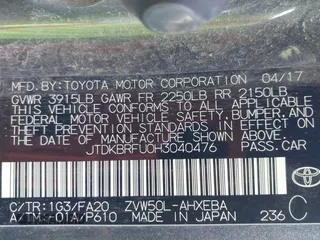 MFD.BY:TOYOTA MOTOR CORPORATION 04/17
GVWR 3915LB GAWR FR 2250LB RR 2150LB
THIS VEHICLE CONFORMS TO ALL APPLICABLE
FEDERAL MOTOR VEHICLE SAFETY, BUMPER, AND
THEFT PREVENTION STANDARDS IN EFFECT ON
THE DATE OF MANUFACTURE SHOWN ABOVE.
JTDKBRFU0H3040476 PASS.CAR
C/TR:1G3/FA20 ZVW50L-AHXEBA
A/TM:-01A/P610 MADE IN JAPAN 236 C
TOYOTA